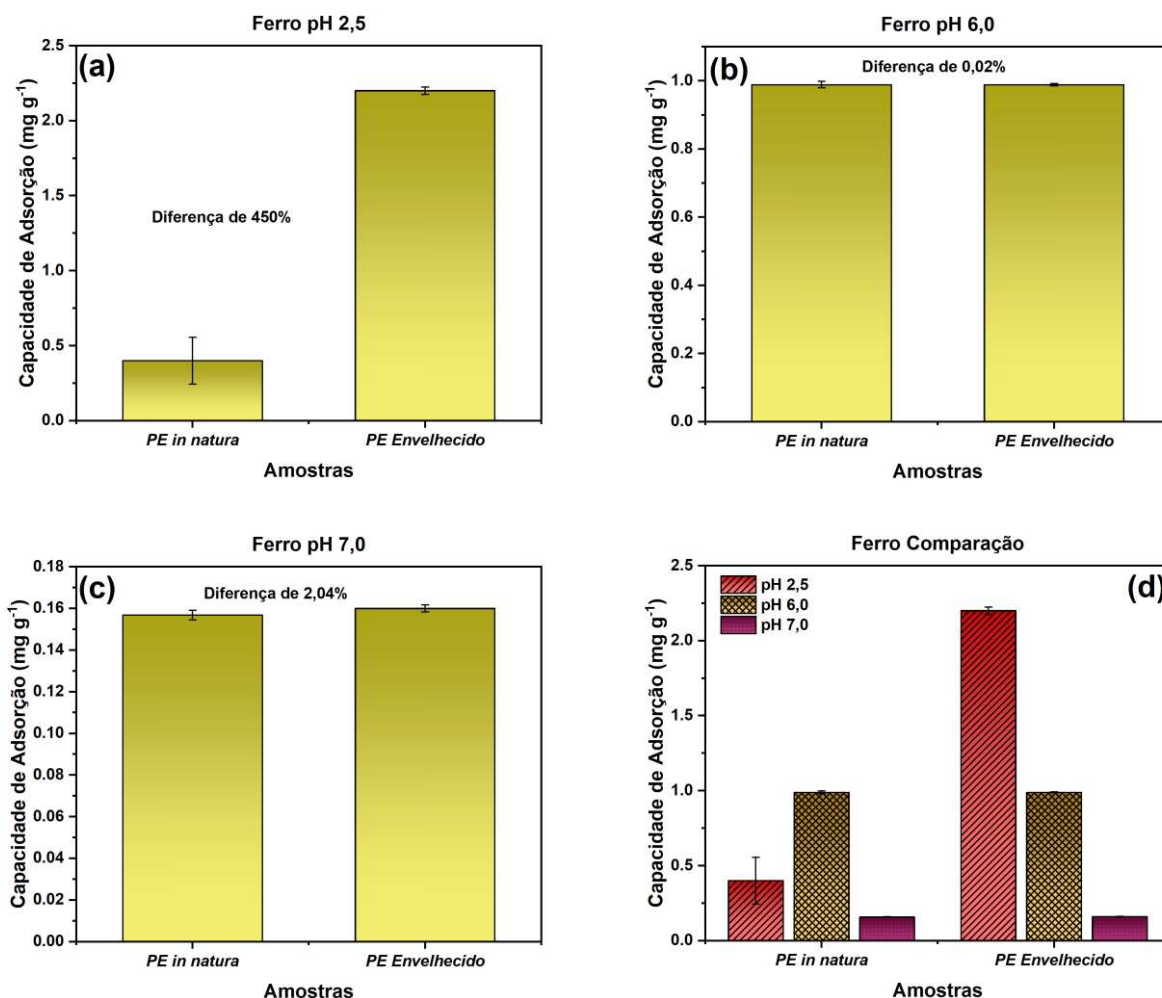 Ferro pH 2,5
(a)
Diferença de 450%
Capacidade de Adsorção (mg g⁻¹)
2.5
2.0
1.5
1.0
0.5
0.0
PE in natura
PE Envelhecido
Amostras
Ferro pH 6,0
(b)
Diferença de 0,02%
Capacidade de Adsorção (mg g⁻¹)
1.0
0.8
0.6
0.4
0.2
0.0
PE in natura
PE Envelhecido
Amostras
Ferro pH 7,0
(c)
Diferença de 2,04%
Capacidade de Adsorção (mg g⁻¹)
0.18
0.16
0.14
0.12
0.10
0.08
0.06
0.04
0.02
0.00
PE in natura
PE Envelhecido
Amostras
Ferro Comparação
(d)
pH 2,5
pH 6,0
pH 7,0
Capacidade de Adsorção (mg g⁻¹)
2.5
2.0
1.5
1.0
0.5
0.0
PE in natura
PE Envelhecido
Amostras